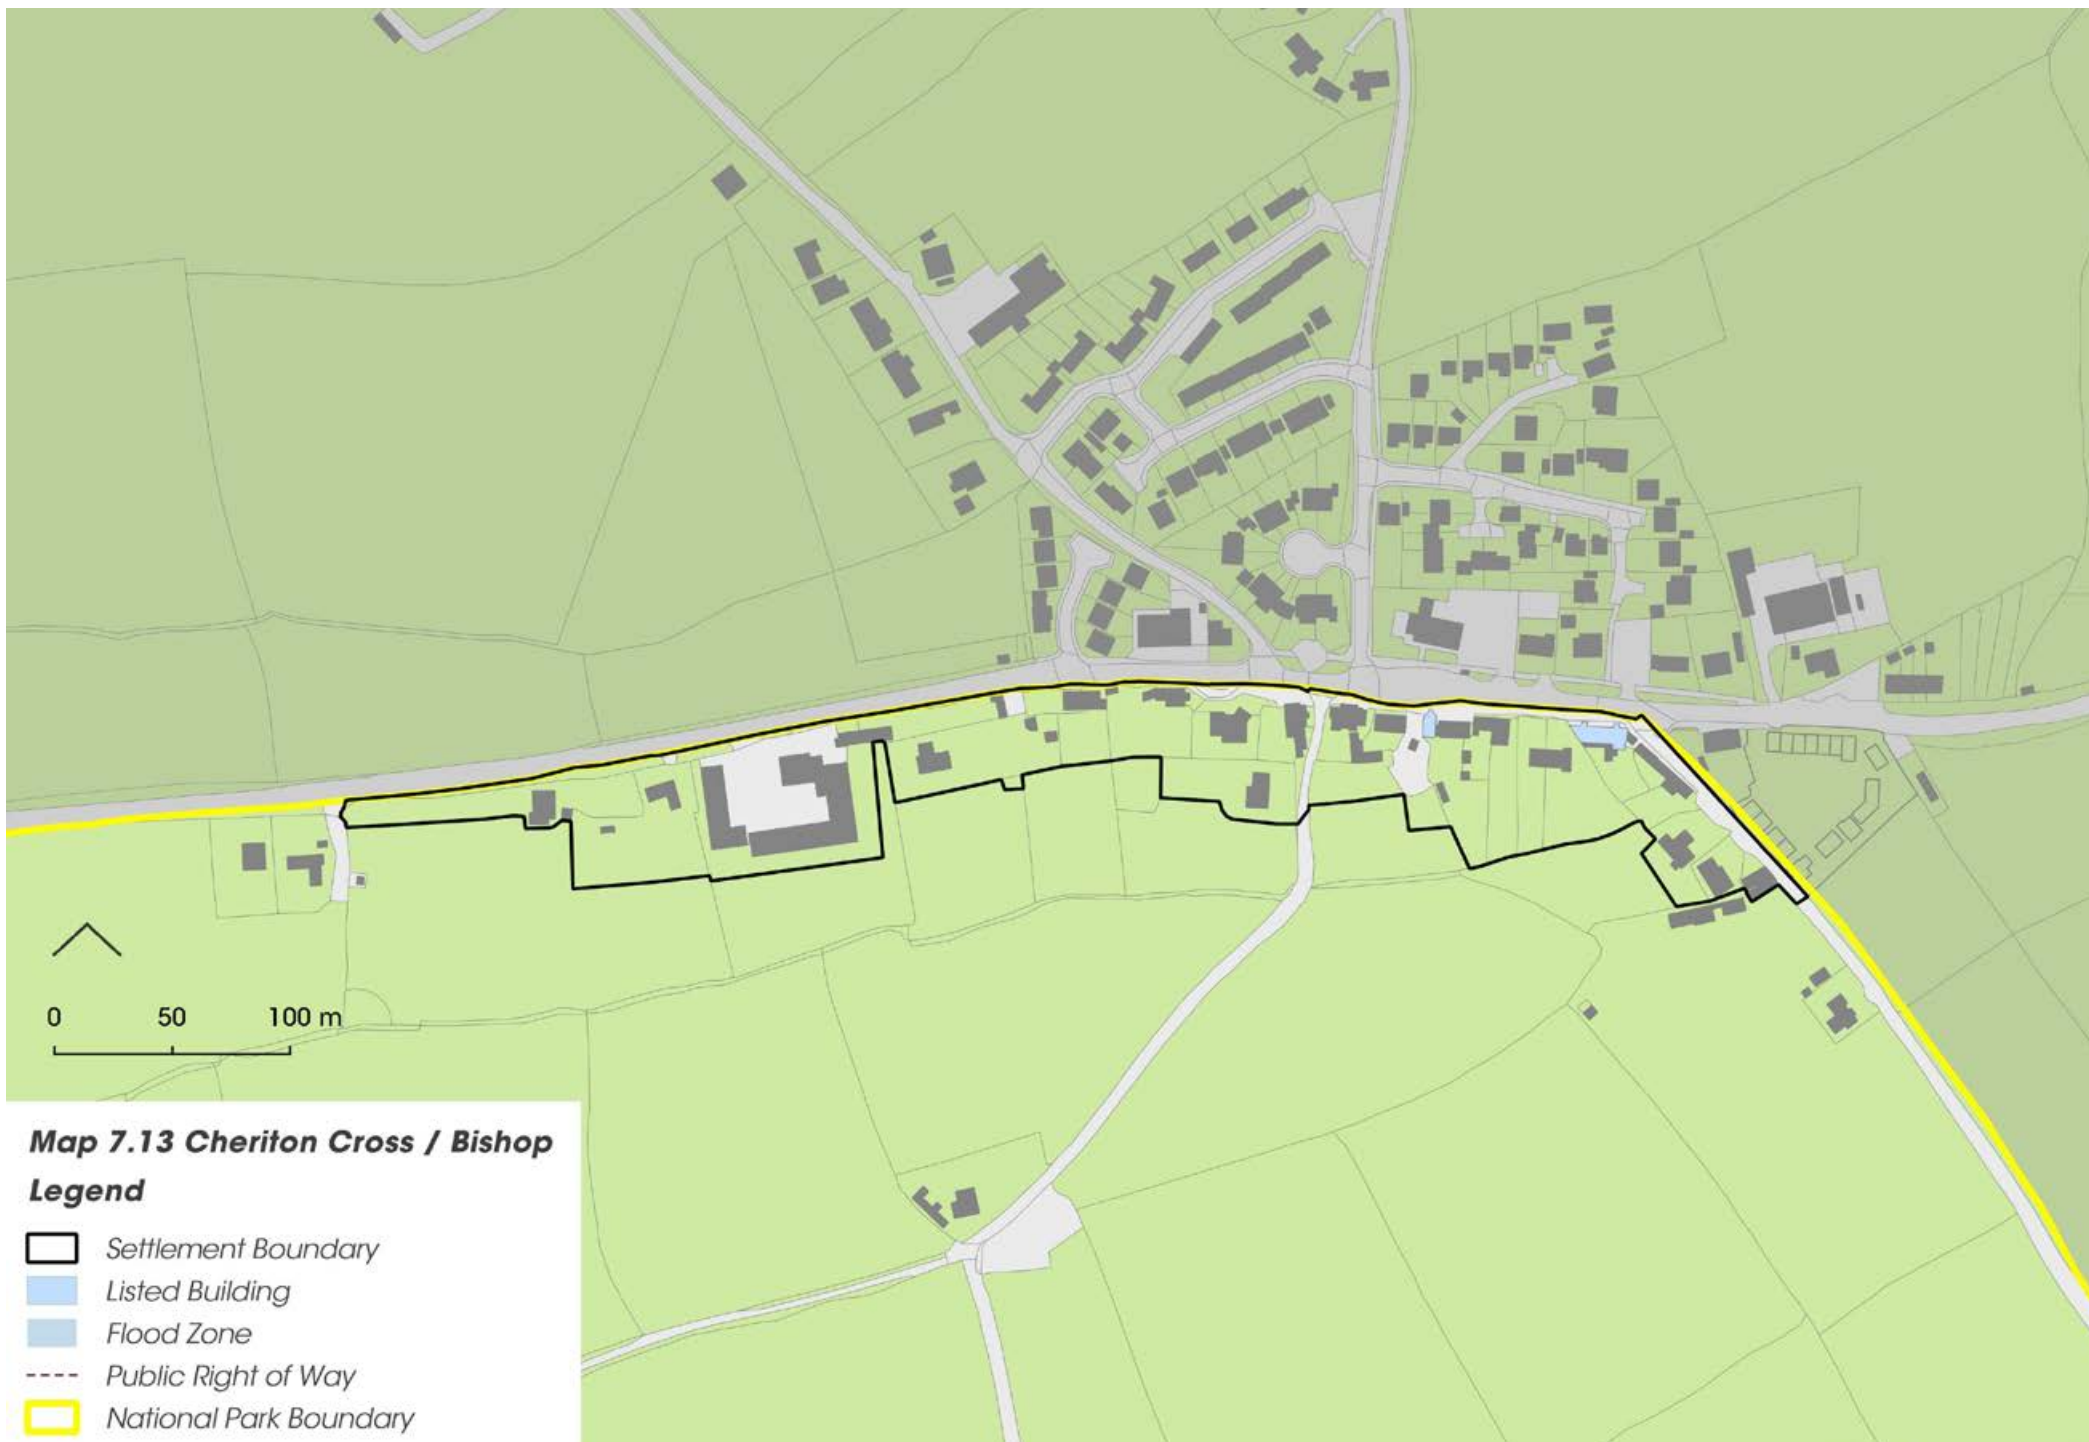 0 50 100 m
Map 7.13 Cheriton Cross / Bishop
Legend
Settlement Boundary
Listed Building
Flood Zone
Public Right of Way
National Park Boundary